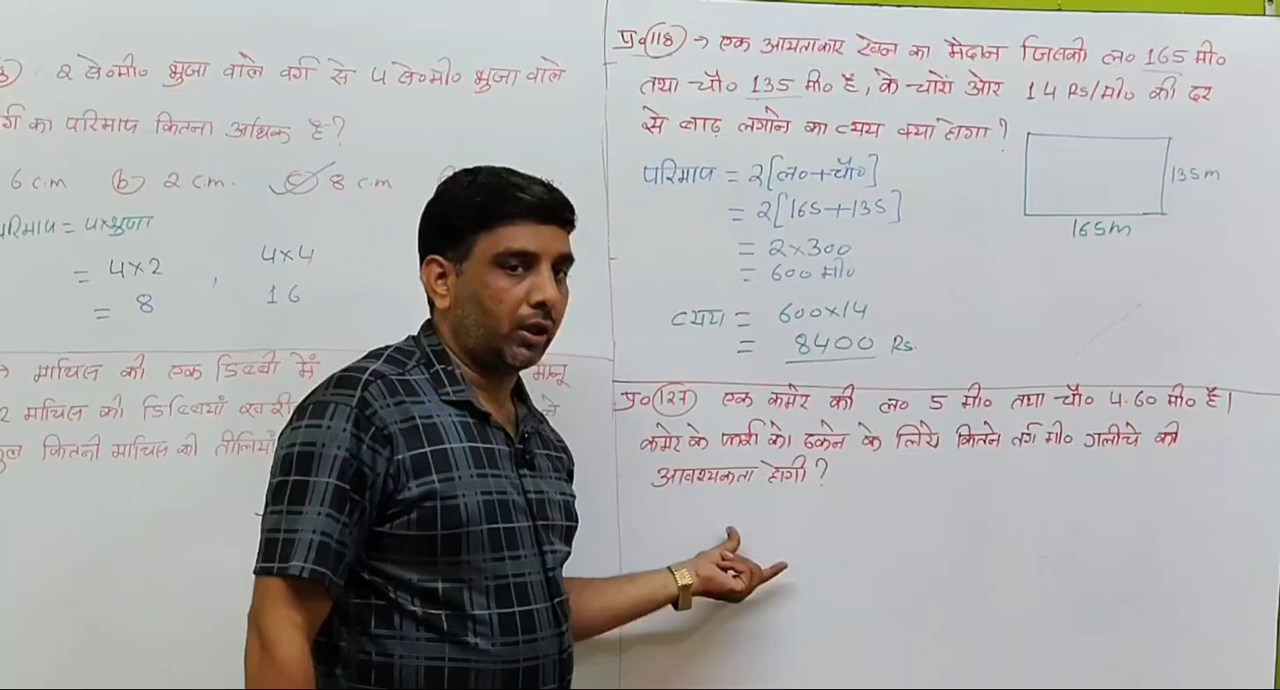 2 से०मी० भुजा वाले वर्ग से 4 से०मी० भुजा वाले
का परिमाप कितना अधिक है?
6 c.m (b) 2 c.m. (c) 8 c.m
परिमाप = 4×भुजा
= 4×2 , 4×4
= 8 16
माचिस की एक डिब्बी में
2 माचिस की डिब्बियाँ
कितनी माचिस की तीलियाँ
प्र० 118 → एक आयताकार खेल का मैदान जिसकी ल० 165 मी०
तथा चौ० 135 मी० है, के चारों ओर 14 Rs/मी० की दर
से बाढ़ लगाने का व्यय क्या होगा?
परिमाप = 2[ल०+चौ०]
= 2[165+135]
= 2×300
= 600 मी०
व्यय = 600×14
= 8400 Rs.
135m
165m
प्र० 127 एक कमरे की ल० 5 मी० तथा चौ० 4.60 मी० है।
कमरे के फर्श को ढकने के लिये कितने वर्ग मी० गलीचे की
आवश्यकता होगी?